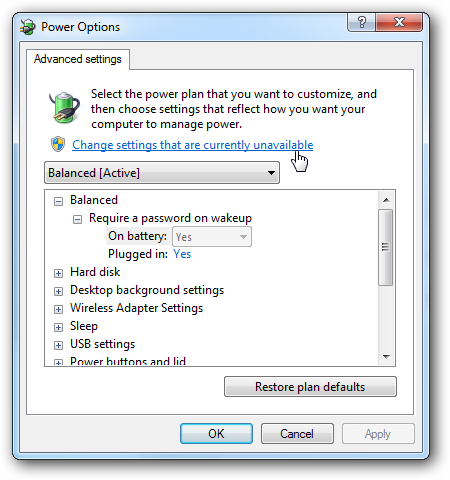 Power Options
Advanced settings
Select the power plan that you want to customize, and
then choose settings that reflect how you want your
computer to manage power.
Change settings that are currently unavailable
Balanced [Active]
Balanced
Require a password on wakeup
On battery: Yes
Plugged in: Yes
Hard disk
Desktop background settings
Wireless Adapter Settings
Sleep
USB settings
Power buttons and lid
Restore plan defaults
OK Cancel Apply